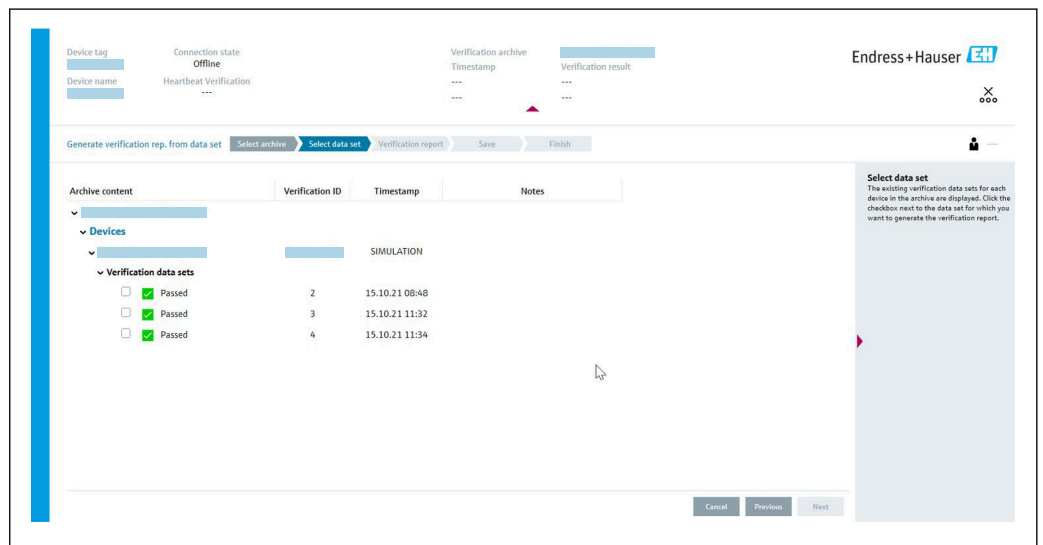 Device tag
Connection state
Offline
Device name
Heartbeat Verification
---
Verification archive
Timestamp
Verification result
--- ---
--- ---
Endress+Hauser EH
Generate verification rep. from data set
Select archive
Select data set
Verification report
Save
Finish
---
Archive content
Verification ID
Timestamp
Notes
Devices
SIMULATION
Verification data sets
Passed 2 15.10.21 08:48
Passed 3 15.10.21 11:32
Passed 4 15.10.21 11:34
Select data set
The existing verification data sets for each
device in the archive are displayed. Click the
checkbox next to the data set for which you
want to generate the verification report.
Cancel
Previous
Next